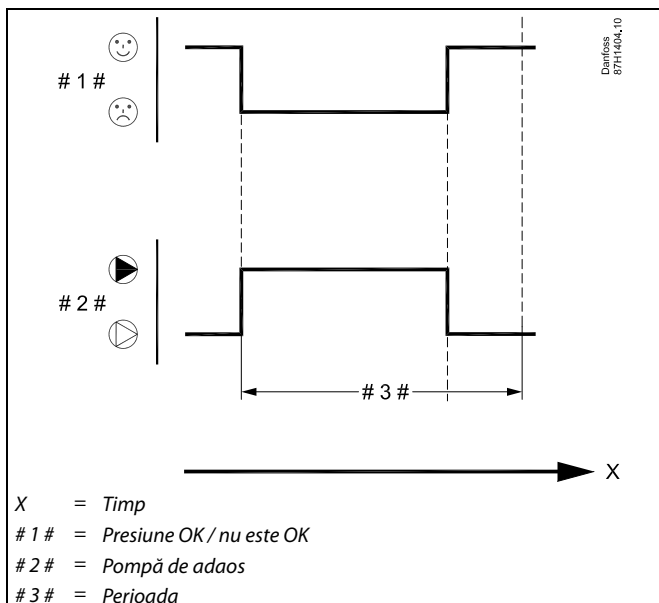 Danfoss
87H1404.10
# 1 #
# 2 #
# 3 #
X
X = Timp
# 1 # = Presiune OK / nu este OK
# 2 # = Pompă de adaos
# 3 # = Perioada